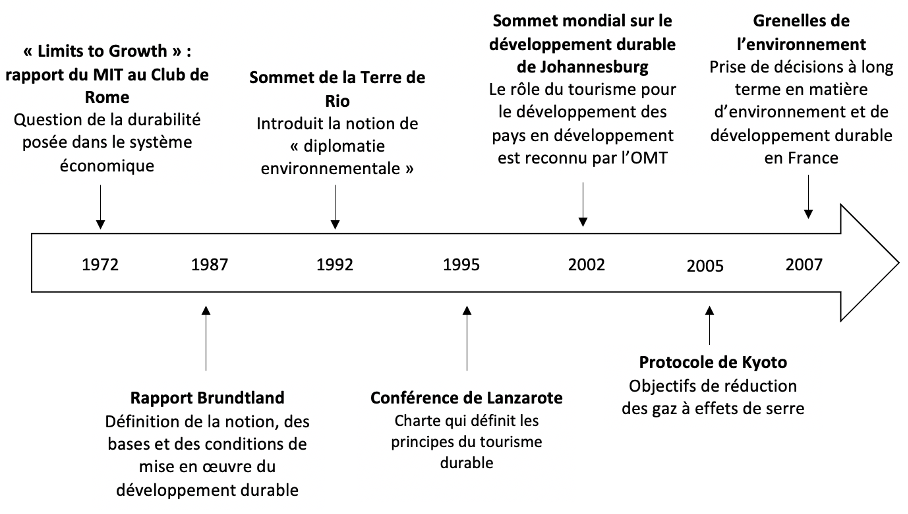 « Limits to Growth » :
rapport du MIT au Club de
Rome
Question de la durabilité
posée dans le système
économique
Sommet de la Terre de
Rio
Introduit la notion de
« diplomatie
environnementale »
Sommet mondial sur le
développement durable
de Johannesburg
Le rôle du tourisme pour
le développement des
pays en développement
est reconnu par l’OMT
Grenelles de
l’environnement
Prise de décisions à long
terme en matière
d’environnement et de
développement durable
en France
1972
1987
1992
1995
2002
2005
2007
Rapport Brundtland
Définition de la notion, des
bases et des conditions de
mise en œuvre du
développement durable
Conférence de Lanzarote
Charte qui définit les
principes du tourisme
durable
Protocole de Kyoto
Objectifs de réduction
des gaz à effets de serre